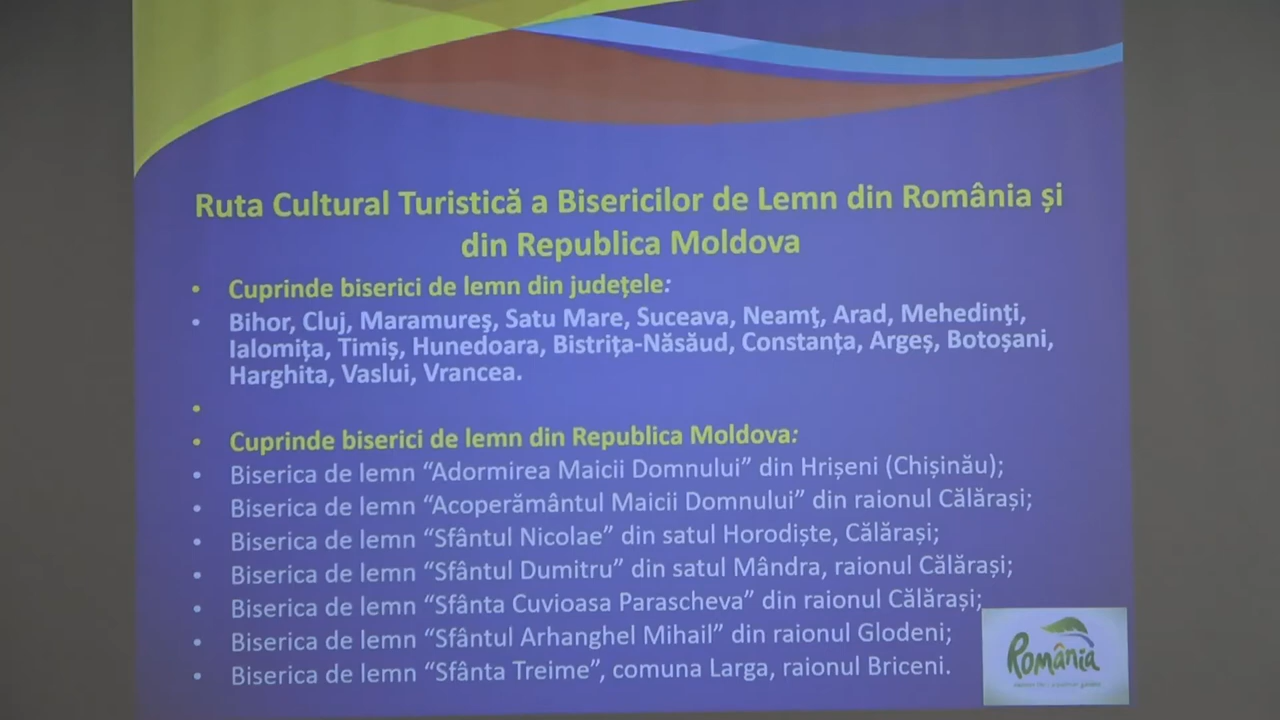 Ruta Cultural Turistică a Bisericilor de Lemn din România și
din Republica Moldova
• Cuprinde biserici de lemn din județele:
• Bihor, Cluj, Maramureş, Satu Mare, Suceava, Neamţ, Arad, Mehedinţi,
Ialomița, Timiș, Hunedoara, Bistrița-Năsăud, Constanța, Argeș, Botoșani,
Harghita, Vaslui, Vrancea.
•
• Cuprinde biserici de lemn din Republica Moldova:
• Biserica de lemn “Adormirea Maicii Domnului” din Hrișeni (Chișinău);
• Biserica de lemn “Acoperământul Maicii Domnului” din raionul Călărași;
• Biserica de lemn “Sfântul Nicolae” din satul Horodiște, Călărași;
• Biserica de lemn “Sfântul Dumitru” din satul Mândra, raionul Călărași;
• Biserica de lemn “Sfânta Cuvioasa Parascheva” din raionul Călărași;
• Biserica de lemn “Sfântul Arhanghel Mihail” din raionul Glodeni;
• Biserica de lemn “Sfânta Treime”, comuna Larga, raionul Briceni.
România